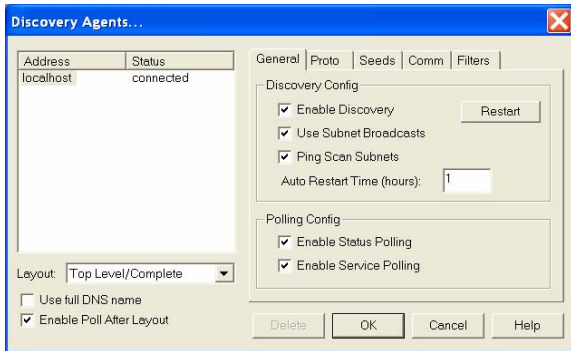 Discovery Agents...
Address Status
localhost connected
Layout: Top Level/Complete
Use full DNS name
Enable Poll After Layout
General Proto Seeds Comm Filters
Discovery Config
Enable Discovery Restart
Use Subnet Broadcasts
Ping Scan Subnets
Auto Restart Time (hours): 1
Polling Config
Enable Status Polling
Enable Service Polling
Delete OK Cancel Help